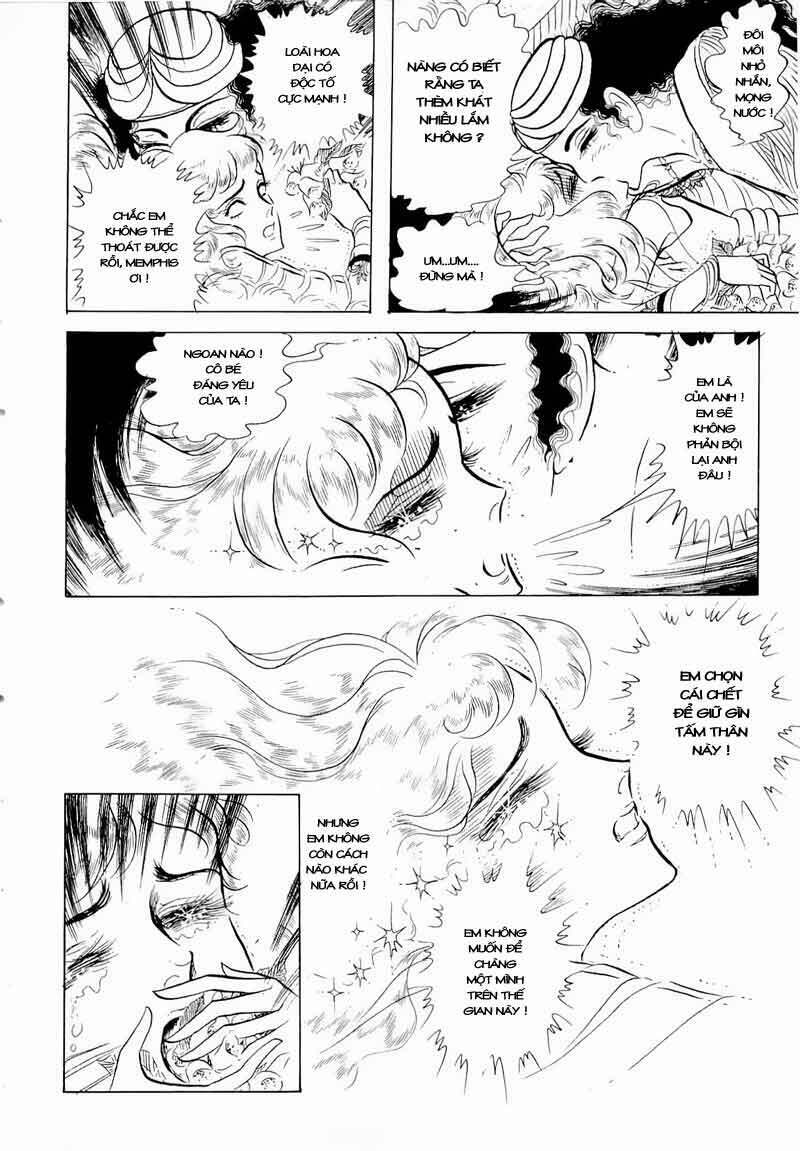 ĐÔI
MÔI
NHỎ
NHẮN,
MỌNG
NƯỚC !
NÀNG CÓ BIẾT
RẰNG TA
THÈM KHÁT
NHIỀU LẮM
KHÔNG ?
ƯM...ƯM....
ĐỪNG MÀ !
LOÀI HOA
DẠI CÓ
ĐỘC TỐ
CỰC MẠNH !
CHẮC EM
KHÔNG THỂ
THOÁT ĐƯỢC
RỒI, MEMPHIS
ƠI !
EM LÀ
CỦA ANH !
EM SẼ
KHÔNG
PHẢN BỘI
LẠI ANH
ĐÂU !
NGOAN NÀO !
CÔ BÉ
ĐÁNG YÊU
CỦA TA !
EM CHỌN
CÁI CHẾT
ĐỂ GIỮ GÌN
TẤM THÂN
NÀY !
NHƯNG
EM KHÔNG
CÒN CÁCH
NÀO KHÁC
NỮA RỒI !
EM KHÔNG
MUỐN ĐỂ
CHÀNG
MỘT MÌNH
TRÊN THẾ
GIAN NÀY !